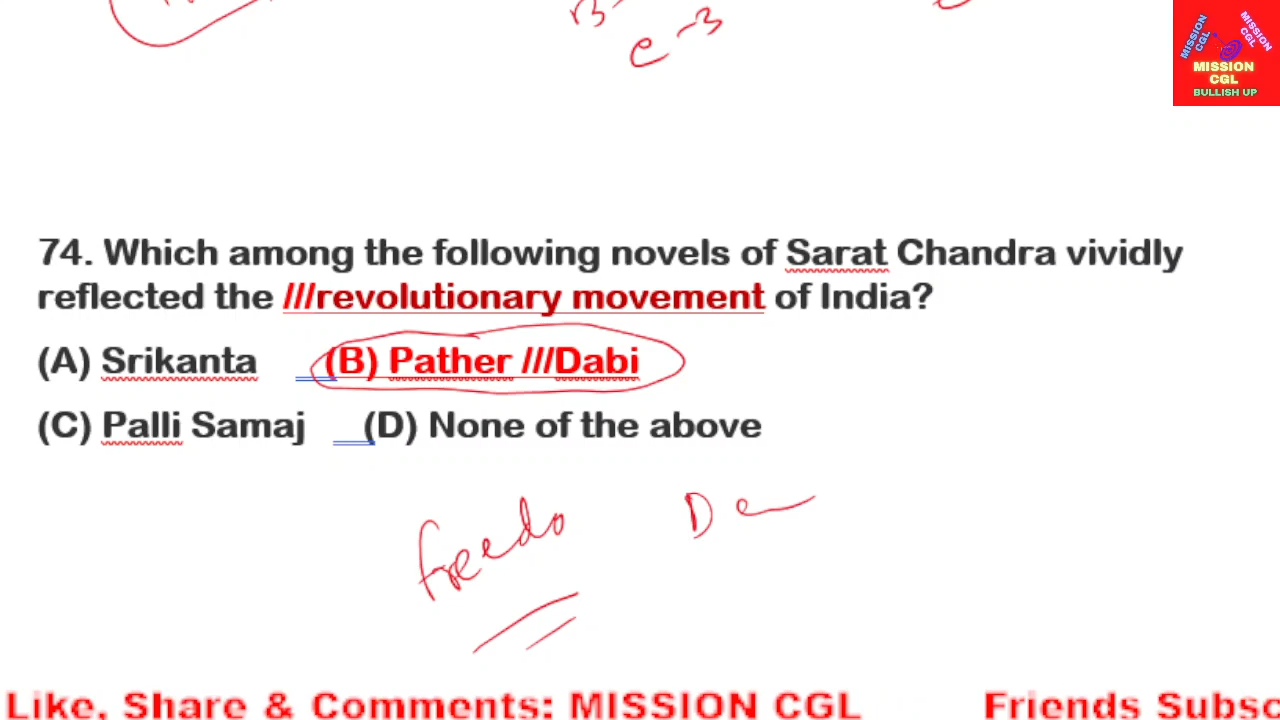 e-3
MISSION CGL
MISSION CGL
MISSION
CGL
BULLISH UP
74. Which among the following novels of Sarat Chandra vividly
reflected the ///revolutionary movement of India?
(A) Srikanta (B) Pather ///Dabi
(C) Palli Samaj (D) None of the above
freedo
Like, Share & Comments: MISSION CGL Friends Subsc